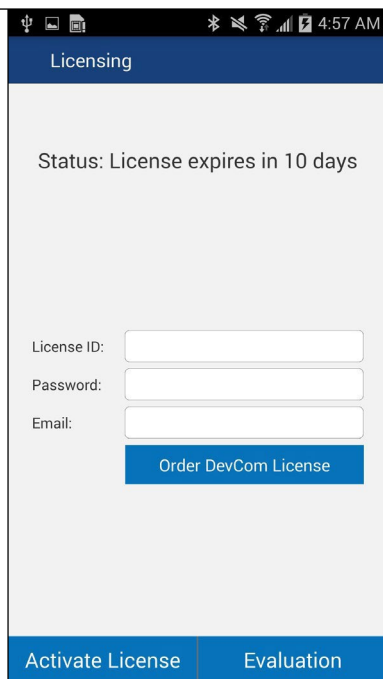 4:57 AM
Licensing
Status: License expires in 10 days
License ID:
Password:
Email:
Order DevCom License
Activate License
Evaluation